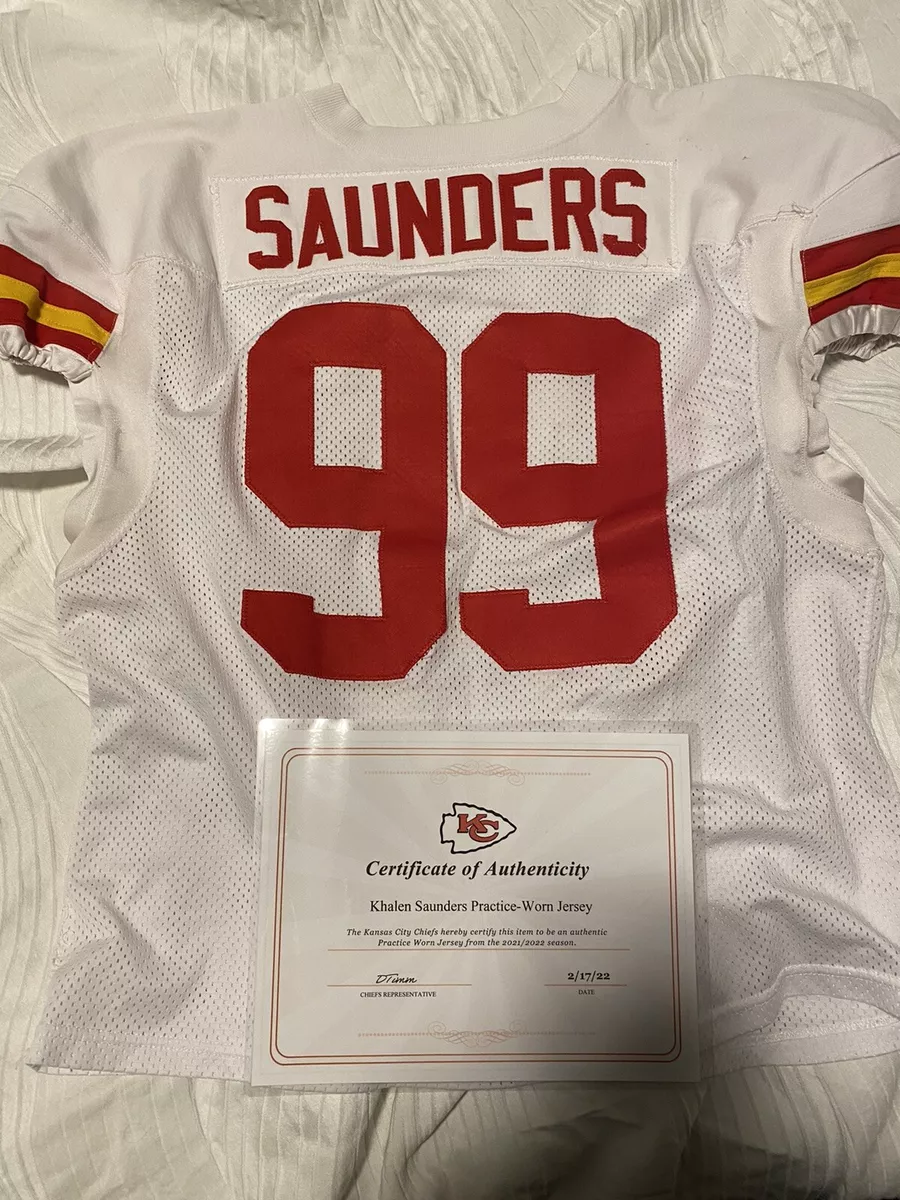 SAUNDERS
99
KC
Certificate of Authenticity
Khalen Saunders Practice-Worn Jersey
The Kansas City Chiefs hereby certify this item to be an authentic
Practice Worn Jersey from the 2021/2022 season.
DTimm 2/17/22
CHIEFS REPRESENTATIVE DATE